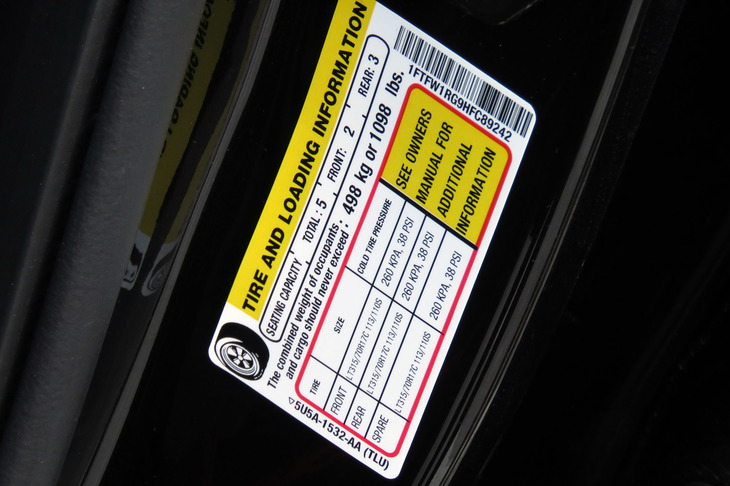 TIRE AND LOADING INFORMATION
SEATING CAPACITY TOTAL : 5 FRONT: 2 REAR: 3
The combined weight of occupants and cargo should never exceed : 498 kg or 1098 lbs.
TIRE SIZE COLD TIRE PRESSURE
FRONT LT315/70R17C 113/110S 260 KPA, 38 PSI
REAR LT315/70R17C 113/110S 260 KPA, 38 PSI
SPARE LT315/70R17C 113/110S 260 KPA, 38 PSI
SEE OWNERS
MANUAL FOR
ADDITIONAL
INFORMATION
1FTFW1RG9HFC89242
5U5A-1532-AA (TLU)